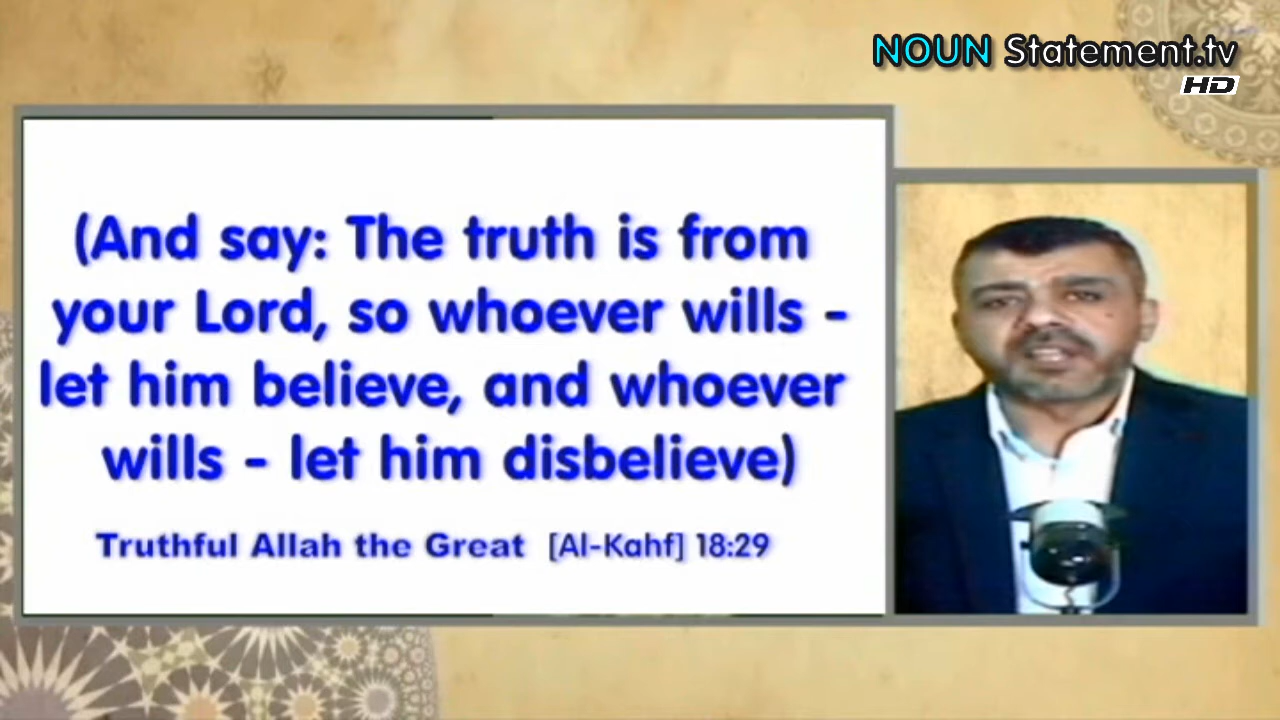 NOUN Statement.tv
HD
(And say: The truth is from
your Lord, so whoever wills -
let him believe, and whoever
wills - let him disbelieve)
Truthful Allah the Great [Al-Kahf] 18:29